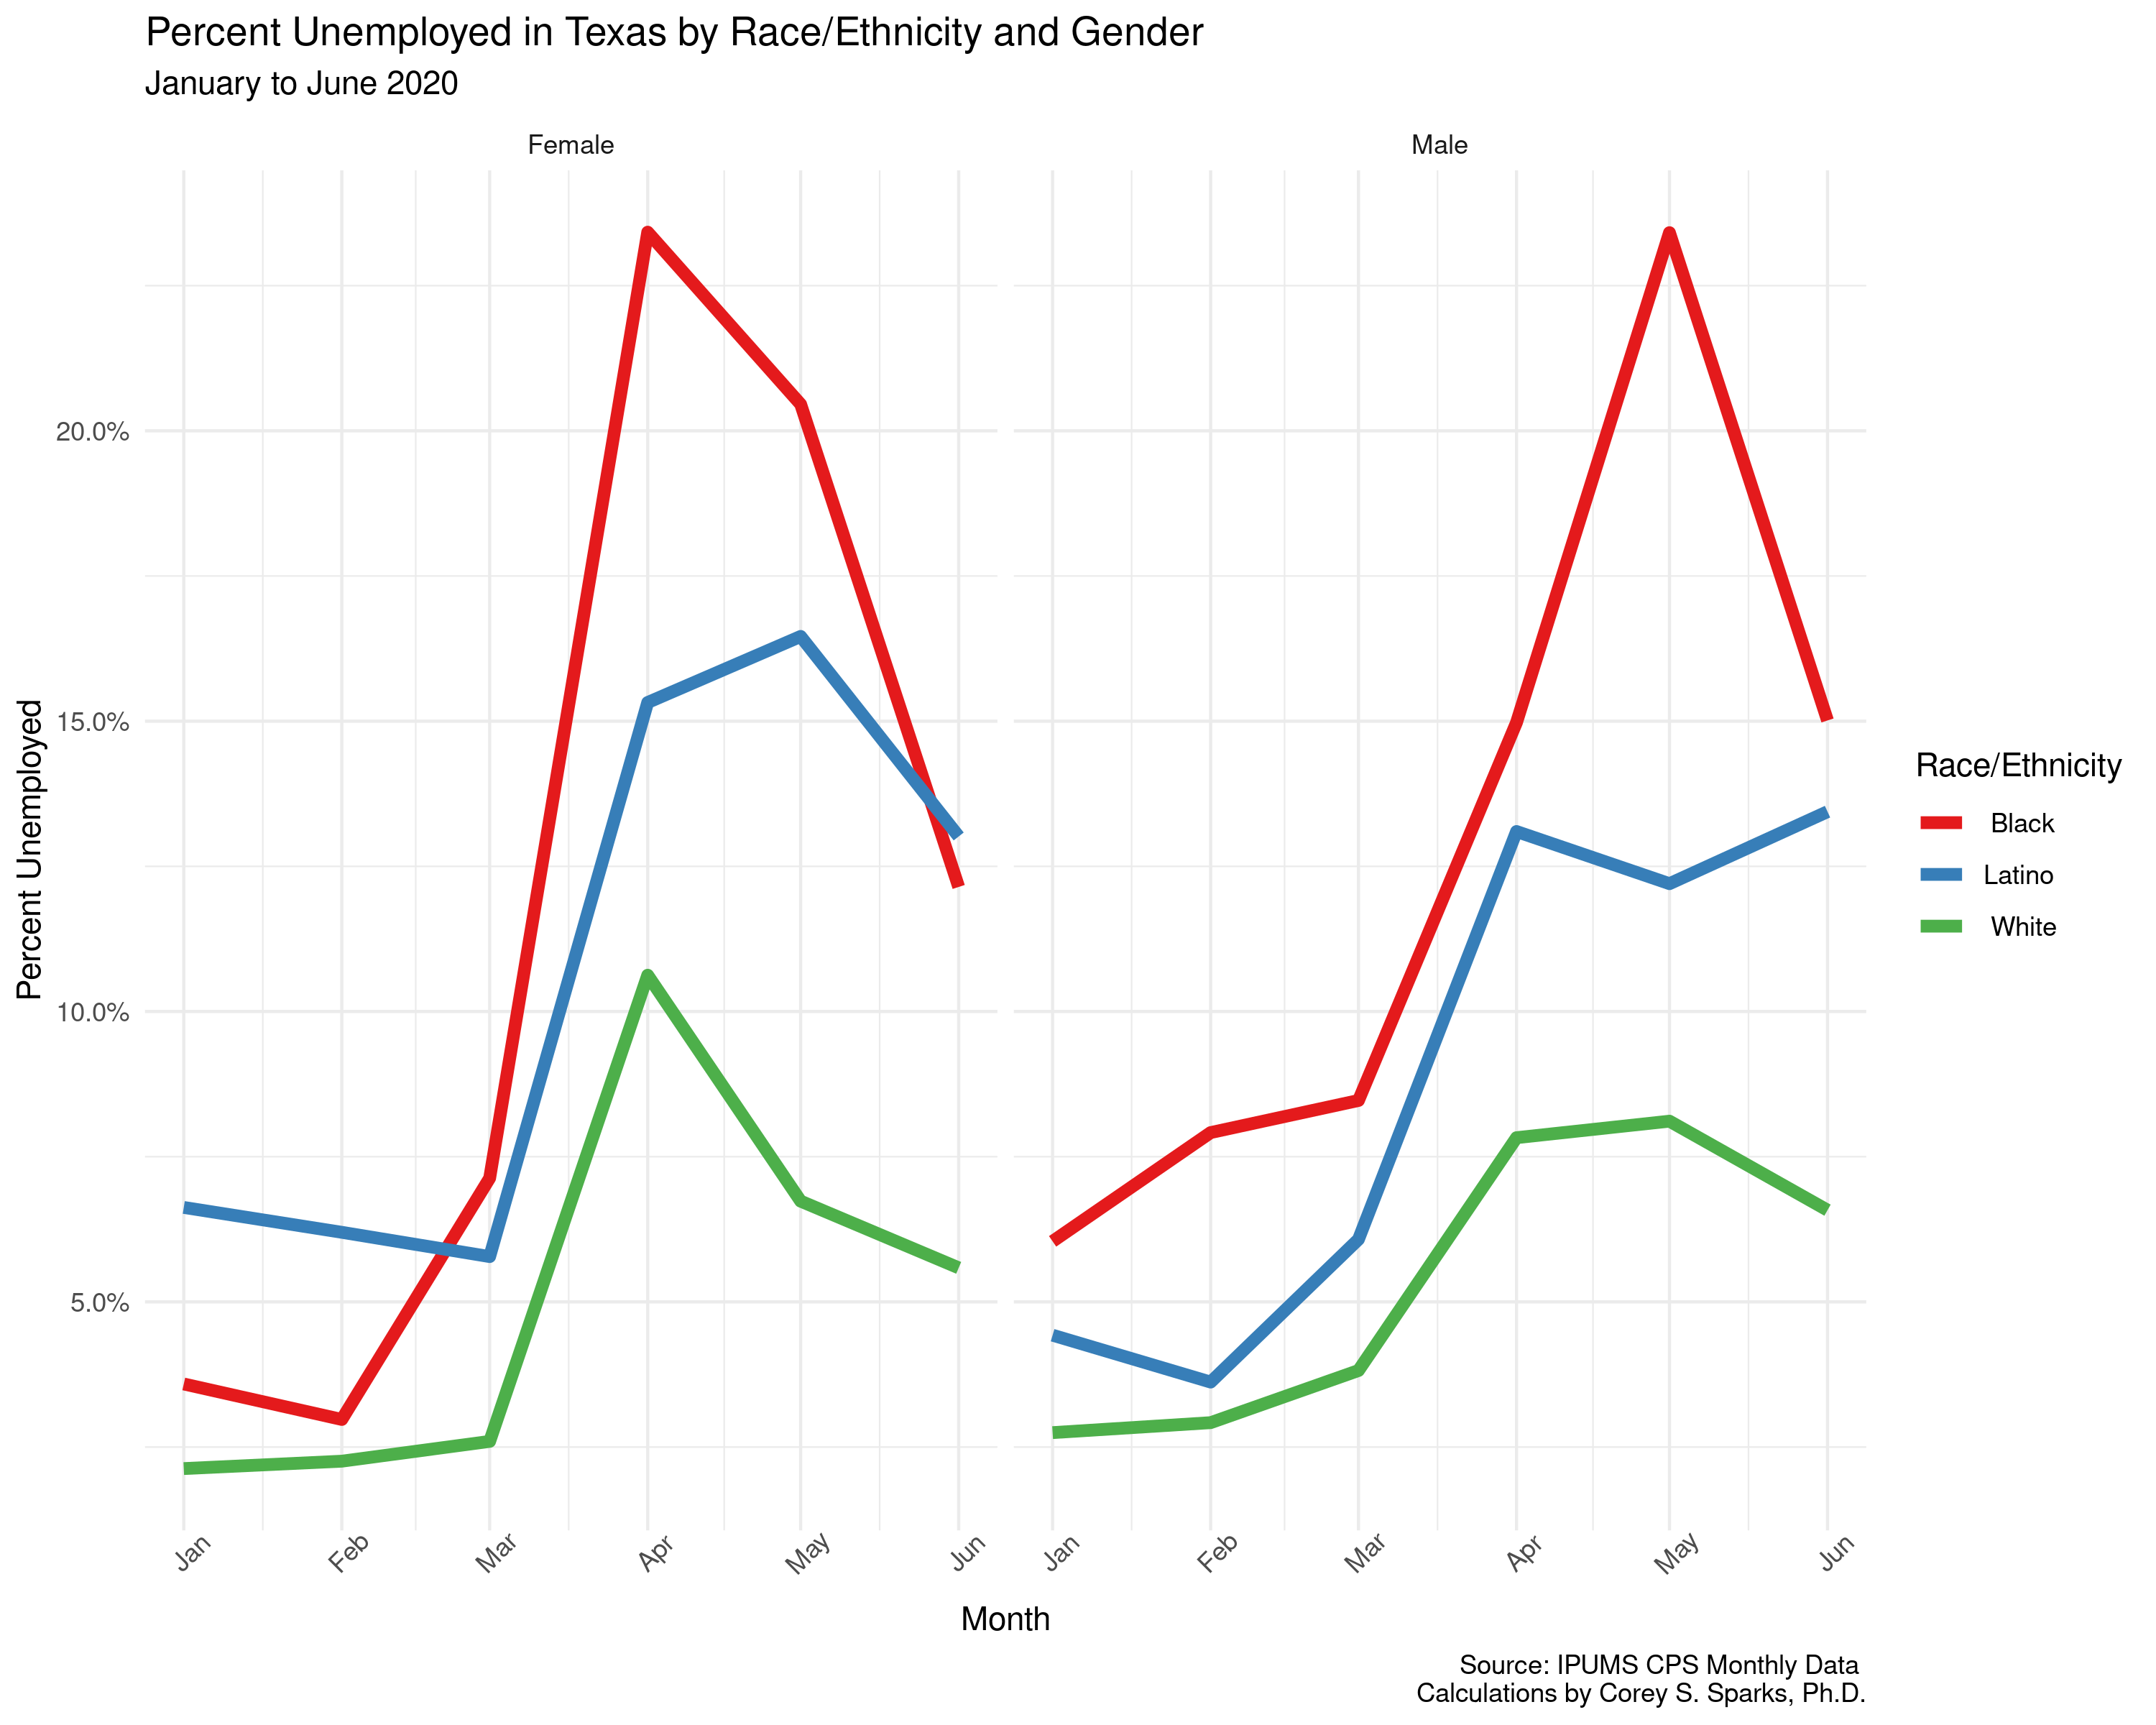 Percent Unemployed in Texas by Race/Ethnicity and Gender
January to June 2020
Female
Male
Percent Unemployed
20.0%
15.0%
10.0%
5.0%
Jan
Feb
Mar
Apr
May
Jun
Jan
Feb
Mar
Apr
May
Jun
Month
Race/Ethnicity
Black
Latino
White
Source: IPUMS CPS Monthly Data
Calculations by Corey S. Sparks, Ph.D.